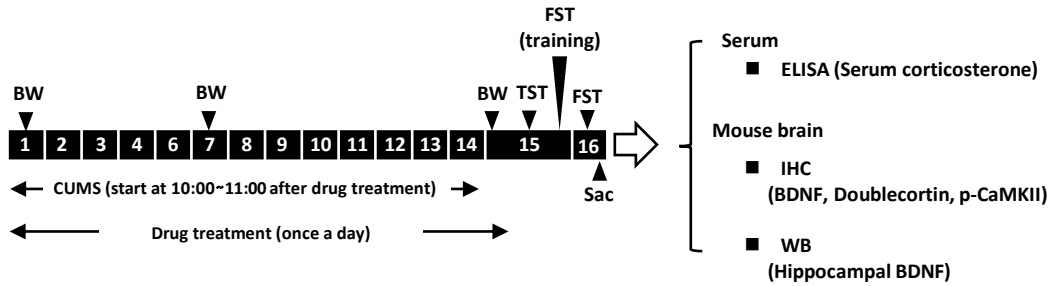 FST
(training)
BW
BW
BW
TST
FST
1 2 3 4 6 7 8 9 10 11 12 13 14 15 16
Sac
CUMS (start at 10:00~11:00 after drug treatment)
Drug treatment (once a day)
Serum
■ ELISA (Serum corticosterone)
Mouse brain
■ IHC
(BDNF, Doublecortin, p-CaMKII)
■ WB
(Hippocampal BDNF)